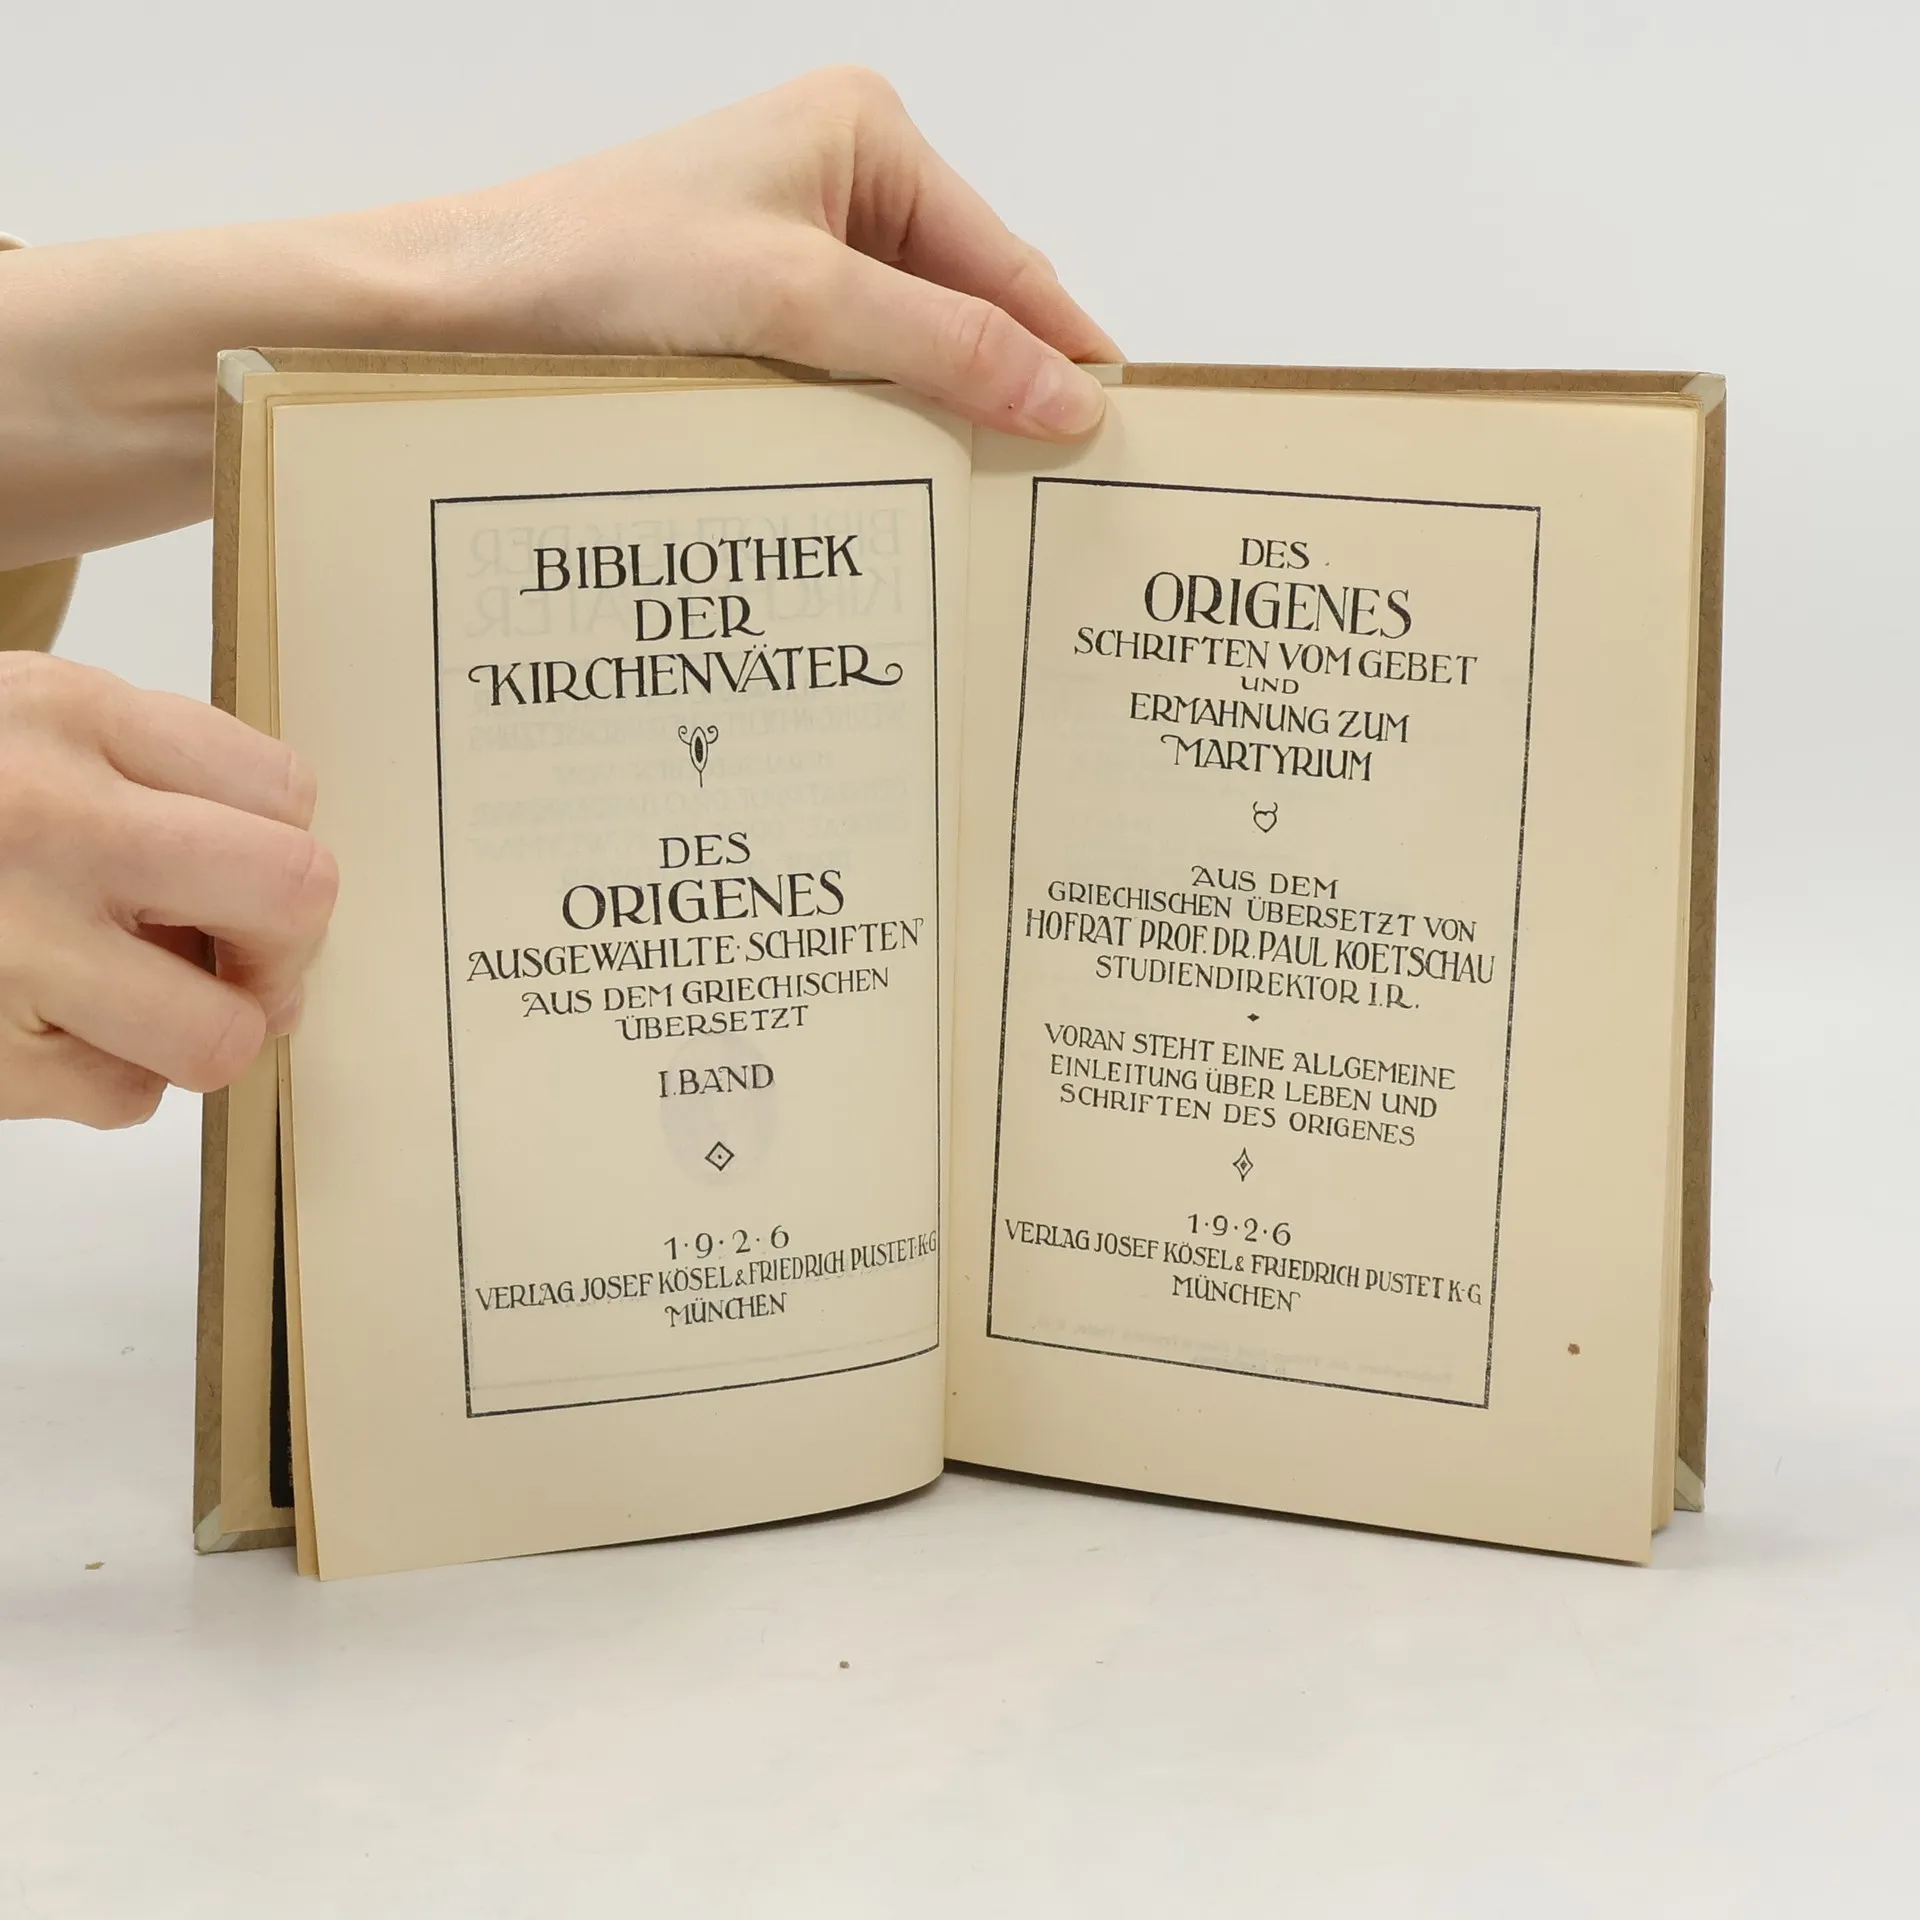 BIBLIOTHEK
DER
KIRCHENVÄTER
DES
ORIGENES
AUSGEWÄHLTE·SCHRIFTEN
AUS DEM GRIECHISCHEN
ÜBERSETZT
I.BAND
1·9·2·6
VERLAG JOSEF KÖSEL&FRIEDRICH PUSTET·K·G
MÜNCHEN
DES
ORIGENES
SCHRIFTEN VOM GEBET
UND
ERMAHNUNG ZUM
MARTYRIUM
AUS DEM
GRIECHISCHEN ÜBERSETZT VON
HOFRAT PROF. DR. PAUL KOETSCHAU
STUDIENDIREKTOR I.R.
VORAN STEHT EINE ALLGEMEINE
EINLEITUNG ÜBER LEBEN UND
SCHRIFTEN DES ORIGENES
1·9·2·6
VERLAG JOSEF KÖSEL & FRIEDRICH PUSTET K·G
MÜNCHEN